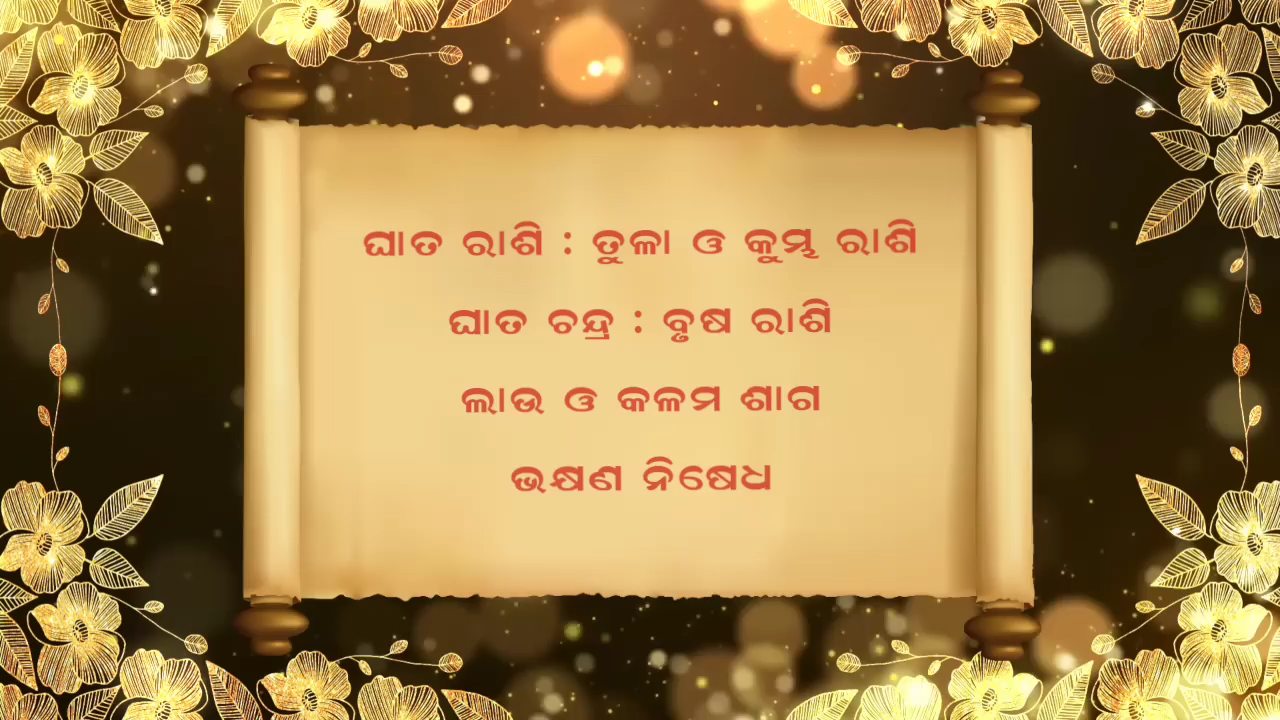 ଘାତ ରାଶି : ତୁଳା ଓ କୁମ୍ଭ ରାଶି
ଘାତ ଚନ୍ଦ୍ର : ବୃଷ ରାଶି
ଲାଉ ଓ କଳମ ଶାଗ
ଭକ୍ଷଣ ନିଷେଧ